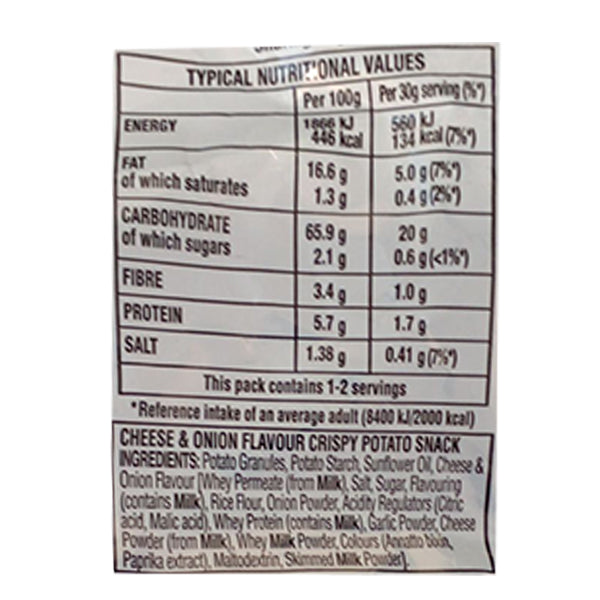 TYPICAL NUTRITIONAL VALUES
Per 100g Per 30g serving (%*)
ENERGY 1866 kJ 560 kJ
446 kcal 134 kcal (7%*)
FAT 16.6 g 5.0 g (7%*)
of which saturates 1.3 g 0.4 g (2%*)
CARBOHYDRATE 65.9 g 20 g
of which sugars 2.1 g 0.6 g (<1%*)
FIBRE 3.4 g 1.0 g
PROTEIN 5.7 g 1.7 g
SALT 1.38 g 0.41 g (7%*)
This pack contains 1-2 servings
*Reference intake of an average adult (8400 kJ/2000 kcal)
CHEESE & ONION FLAVOUR CRISPY POTATO SNACK
INGREDIENTS: Potato Granules, Potato Starch, Sunflower Oil, Cheese &
Onion Flavour [Whey Permeate (from Milk), Salt, Sugar, Flavouring
(contains Milk), Rice Flour, Onion Powder, Acidity Regulators (Citric
acid, Malic acid), Whey Protein (contains Milk), Garlic Powder, Cheese
Powder (from Milk), Whey Milk Powder, Colours (Annatto
Paprika extract), Maltodextrin, Skimmed Milk Powder].